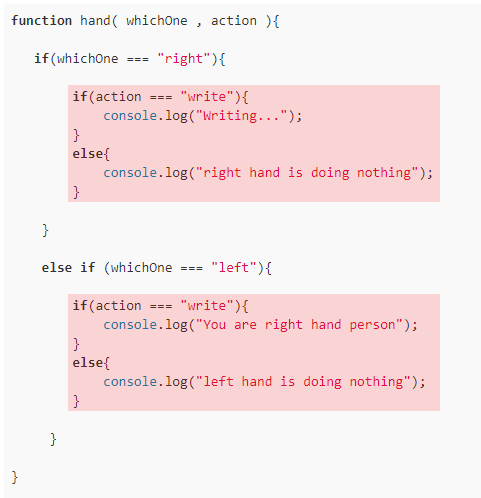 function hand( whichOne , action ){
if(whichOne === "right"){
if(action === "write"){
console.log("Writing...");
}
else{
console.log("right hand is doing nothing");
}
}
else if (whichOne === "left"){
if(action === "write"){
console.log("You are right hand person");
}
else{
console.log("left hand is doing nothing");
}
}
}